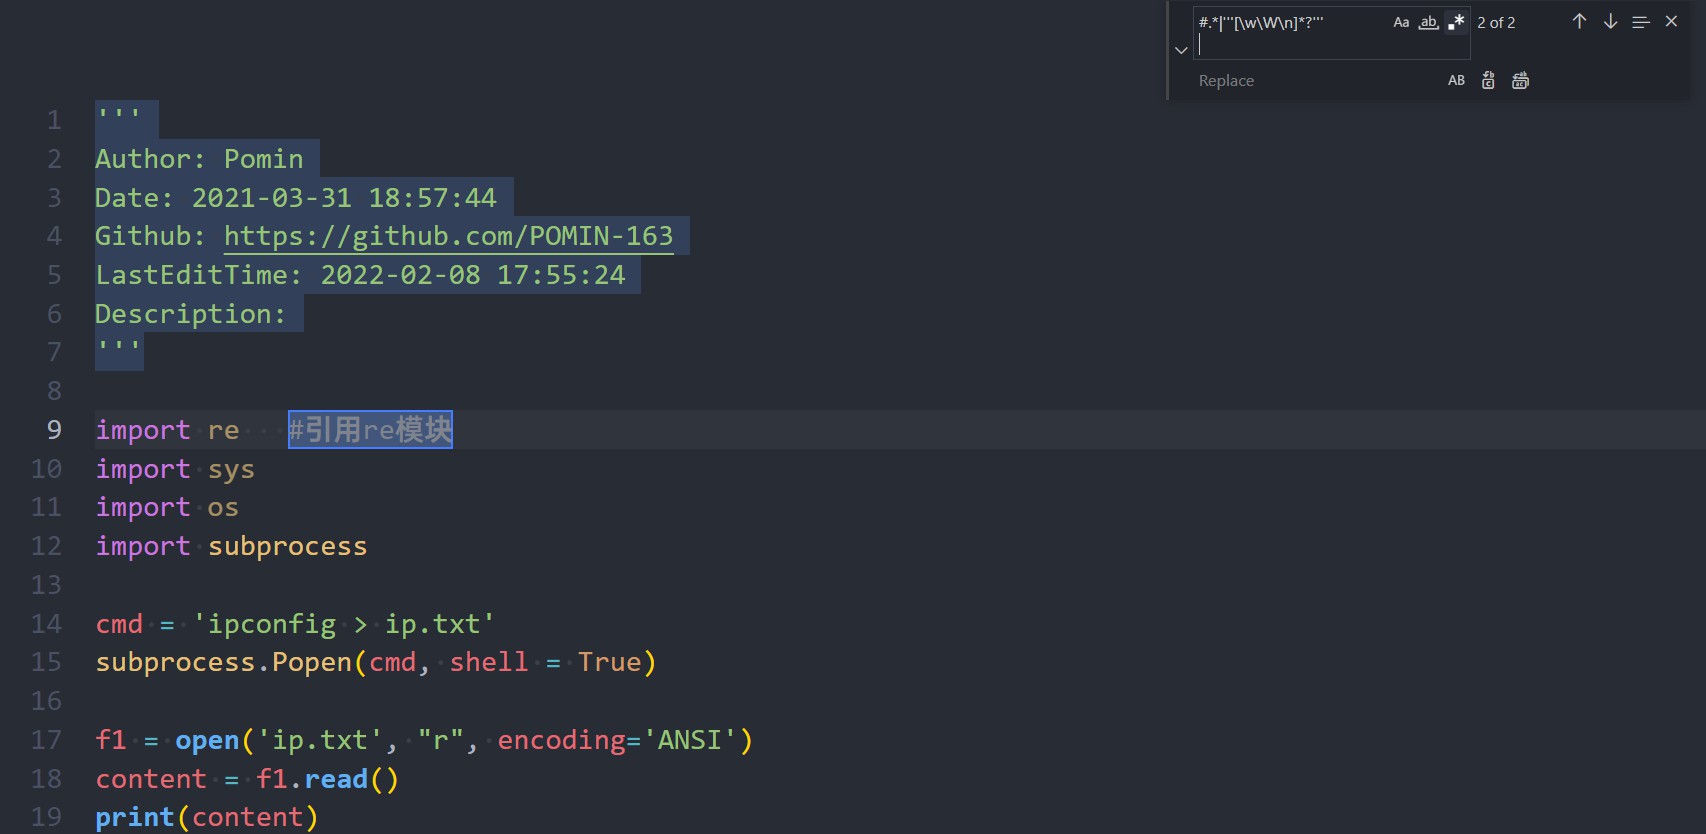 #.*|'''[\w\W\n]*?'''
Aa ab .* 2 of 2
Replace
AB
1 '''
2 Author: Pomin
3 Date: 2021-03-31 18:57:44
4 Github: https://github.com/POMIN-163
5 LastEditTime: 2022-02-08 17:55:24
6 Description:
7 '''
8
9 import re #引用re模块
10 import sys
11 import os
12 import subprocess
13
14 cmd = 'ipconfig > ip.txt'
15 subprocess.Popen(cmd, shell = True)
16
17 f1 = open('ip.txt', "r", encoding='ANSI')
18 content = f1.read()
19 print(content)